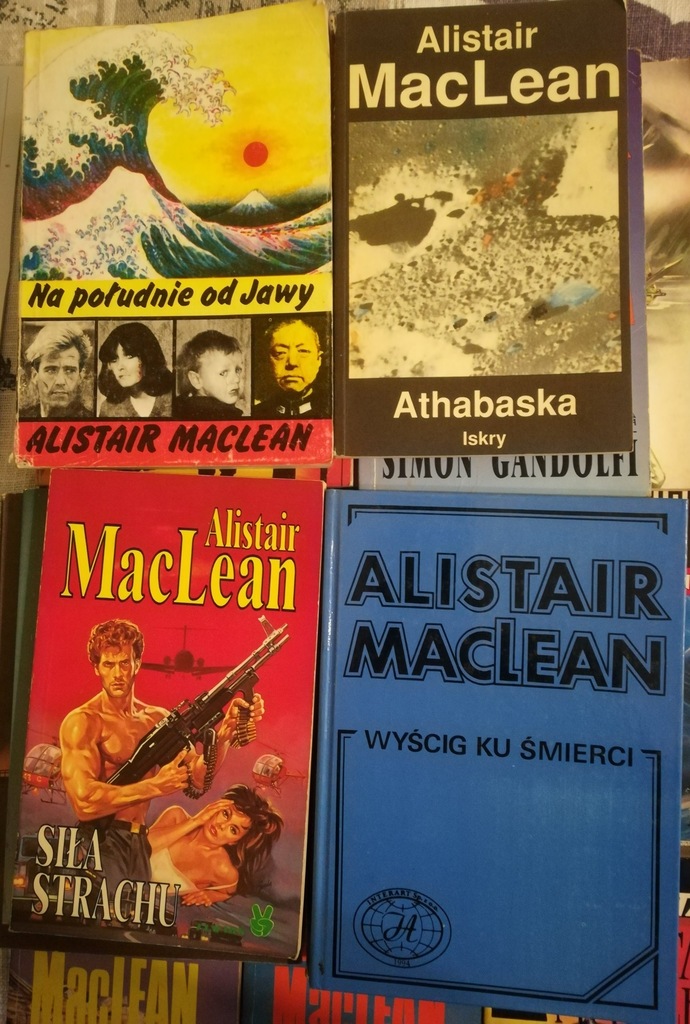 Na południe od Jawy
ALISTAIR MACLEAN
Alistair
MacLean
Athabaska
Iskry
SIMON GANDOLFI
Alistair
MacLean
SIŁA
STRACHU
ALISTAIR
MACLEAN
WYŚCIG KU ŚMIERCI
MACLEAN
MACLEAN